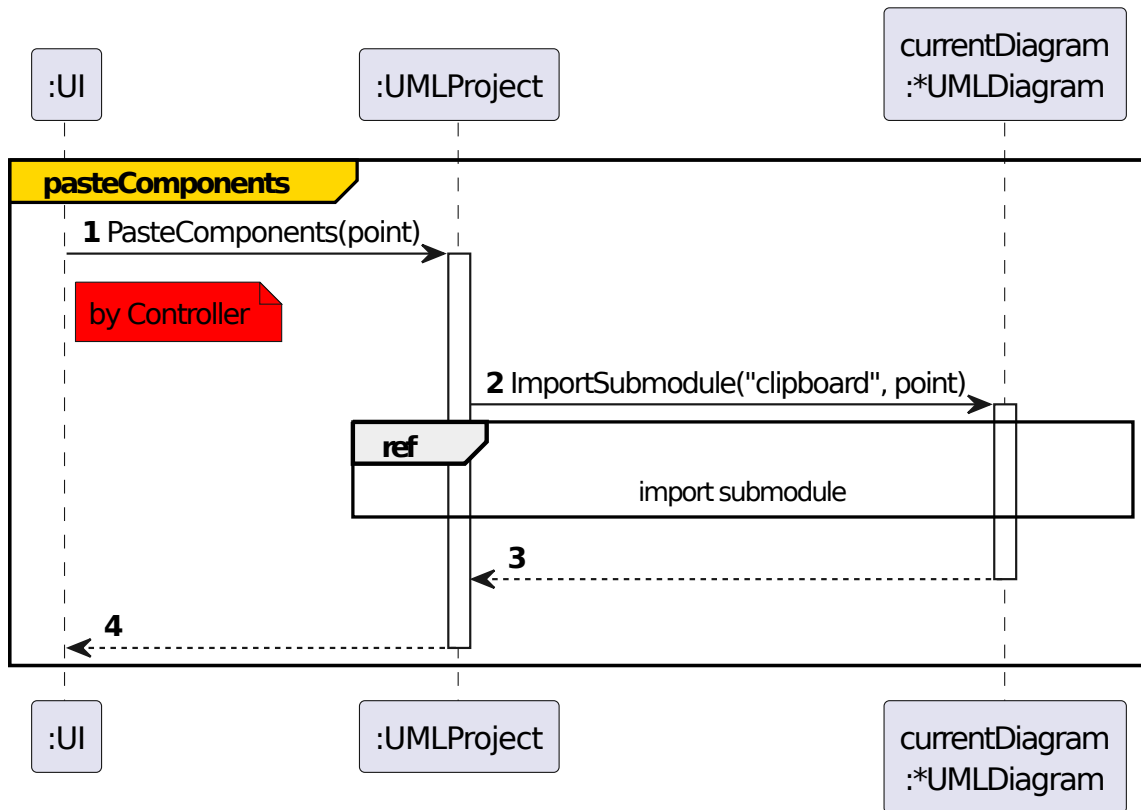 :UI
:UMLProject
currentDiagram
:*UMLDiagram
pasteComponents
1 PasteComponents(point)
by Controller
2 ImportSubmodule("clipboard", point)
ref
import submodule
3
4
:UI
:UMLProject
currentDiagram
:*UMLDiagram